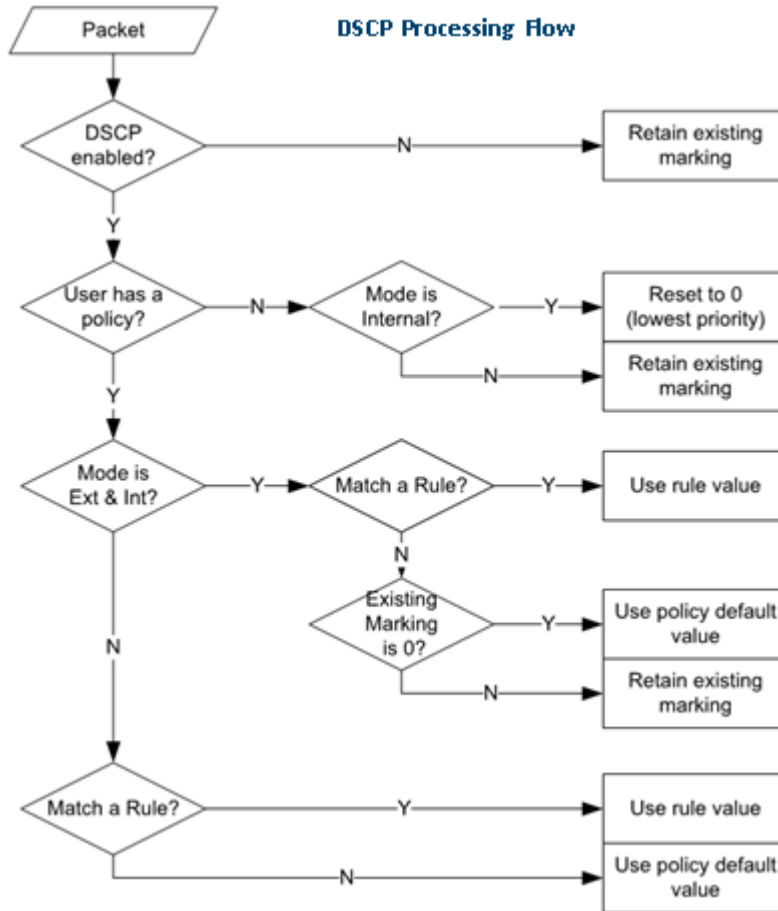 Packet
DSCP Processing Flow
DSCP
enabled?
N
Retain existing
marking
Y
User has a
policy?
N
Mode is
Internal?
Y
Reset to 0
(lowest priority)
N
Retain existing
marking
Y
Mode is
Ext & Int?
Y
Match a Rule?
Y
Use rule value
N
Existing
Marking
is 0?
Y
Use policy default
value
N
Retain existing
marking
N
Match a Rule?
Y
Use rule value
N
Use policy default
value